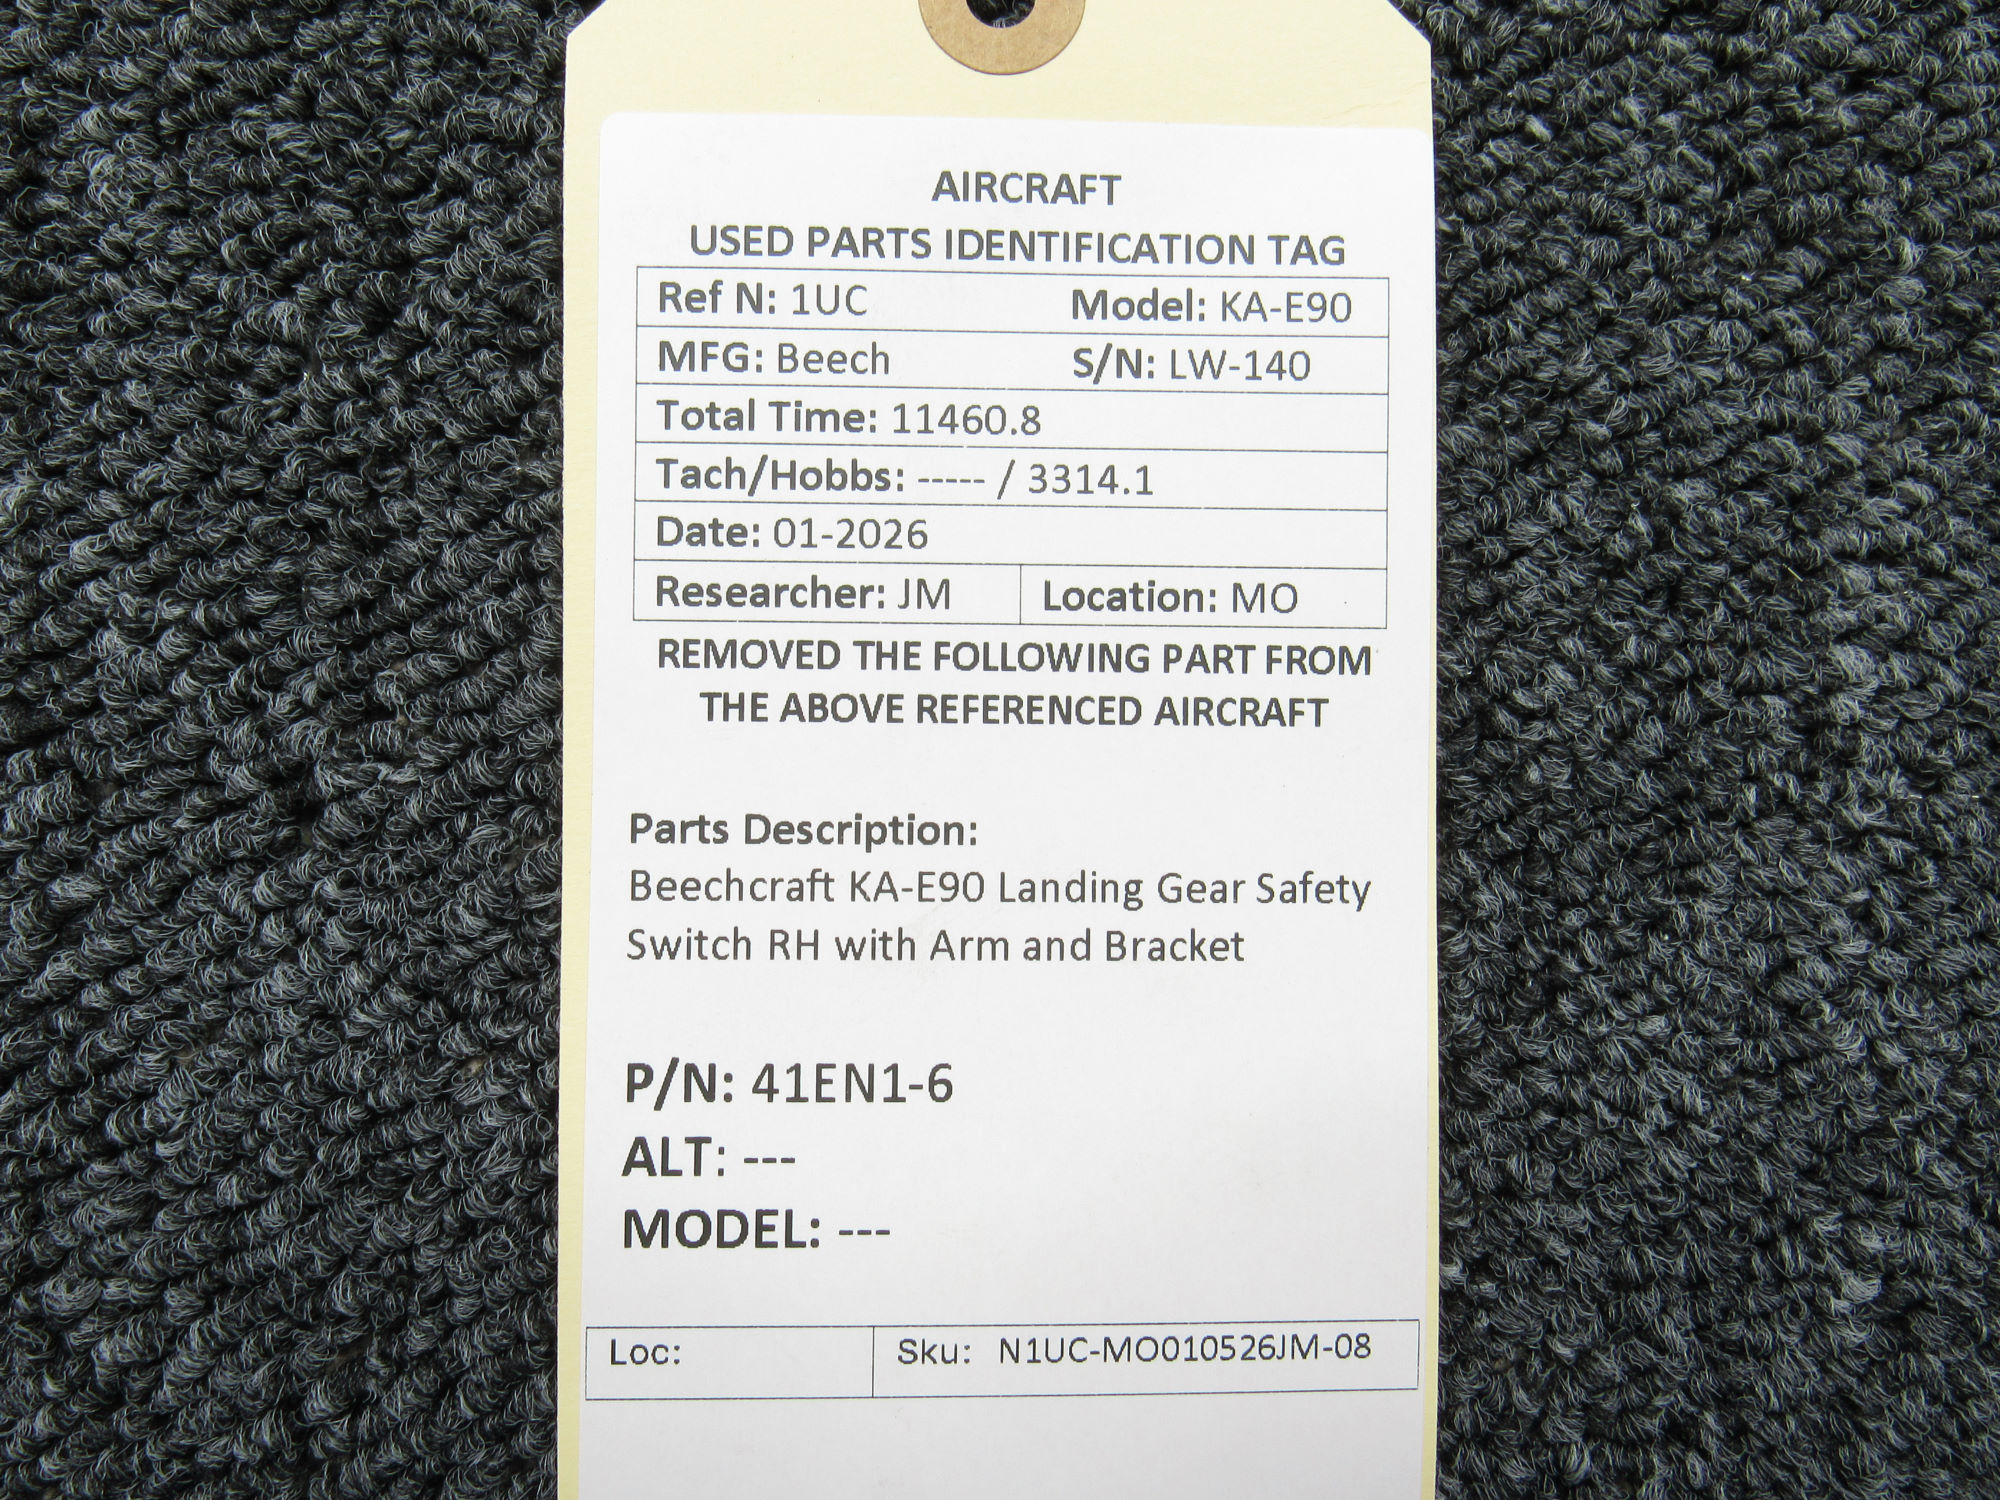 AIRCRAFT
USED PARTS IDENTIFICATION TAG
Ref N: 1UC Model: KA-E90
MFG: Beech S/N: LW-140
Total Time: 11460.8
Tach/Hobbs: ----- / 3314.1
Date: 01-2026
Researcher: JM Location: MO
REMOVED THE FOLLOWING PART FROM
THE ABOVE REFERENCED AIRCRAFT
Parts Description:
Beechcraft KA-E90 Landing Gear Safety
Switch RH with Arm and Bracket
P/N: 41EN1-6
ALT: ---
MODEL: ---
Loc: Sku: N1UC-MO010526JM-08